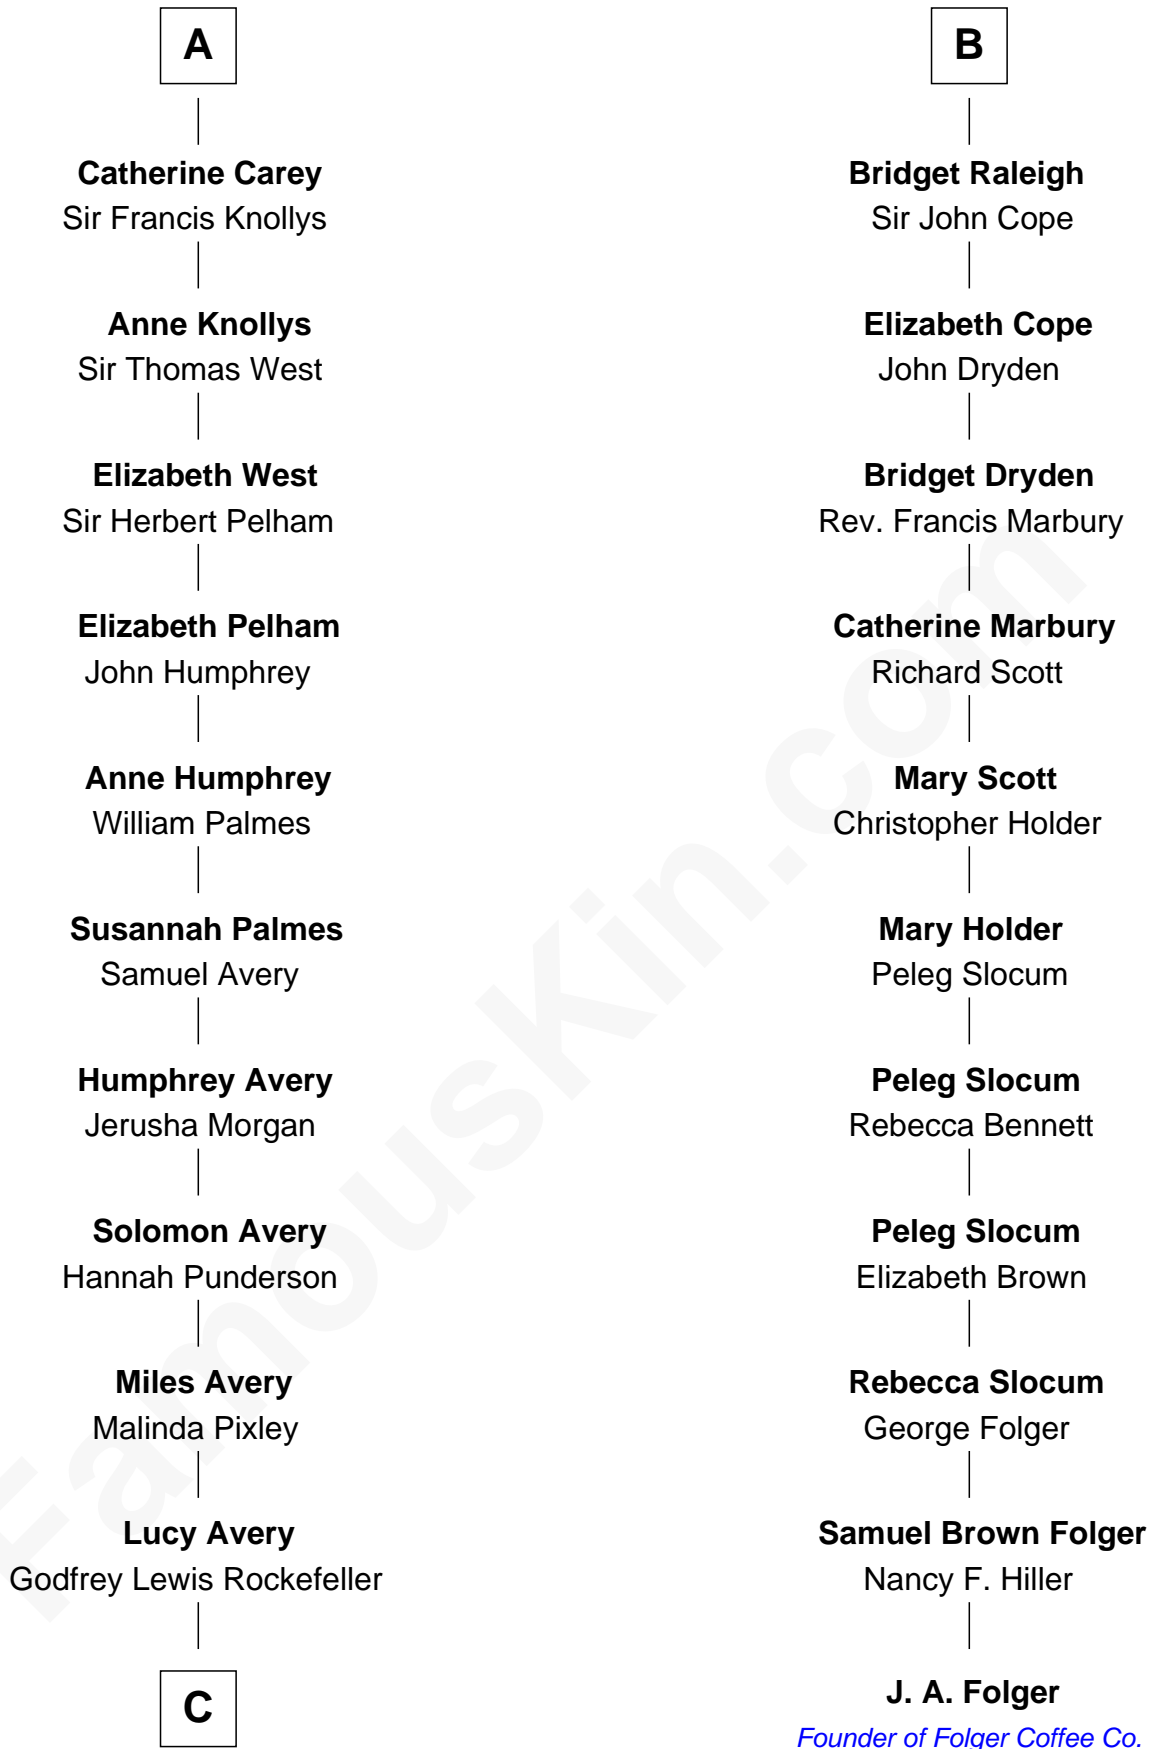 A
Catherine Carey
Sir Francis Knollys
Anne Knollys
Sir Thomas West
Elizabeth West
Sir Herbert Pelham
Elizabeth Pelham
John Humphrey
Anne Humphrey
William Palmes
Susannah Palmes
Samuel Avery
Humphrey Avery
Jerusha Morgan
Solomon Avery
Hannah Punderson
Miles Avery
Malinda Pixley
Lucy Avery
Godfrey Lewis Rockefeller
C
B
Bridget Raleigh
Sir John Cope
Elizabeth Cope
John Dryden
Bridget Dryden
Rev. Francis Marbury
Catherine Marbury
Richard Scott
Mary Scott
Christopher Holder
Mary Holder
Peleg Slocum
Peleg Slocum
Rebecca Bennett
Peleg Slocum
Elizabeth Brown
Rebecca Slocum
George Folger
Samuel Brown Folger
Nancy F. Hiller
J. A. Folger
Founder of Folger Coffee Co.
FamousKin.com